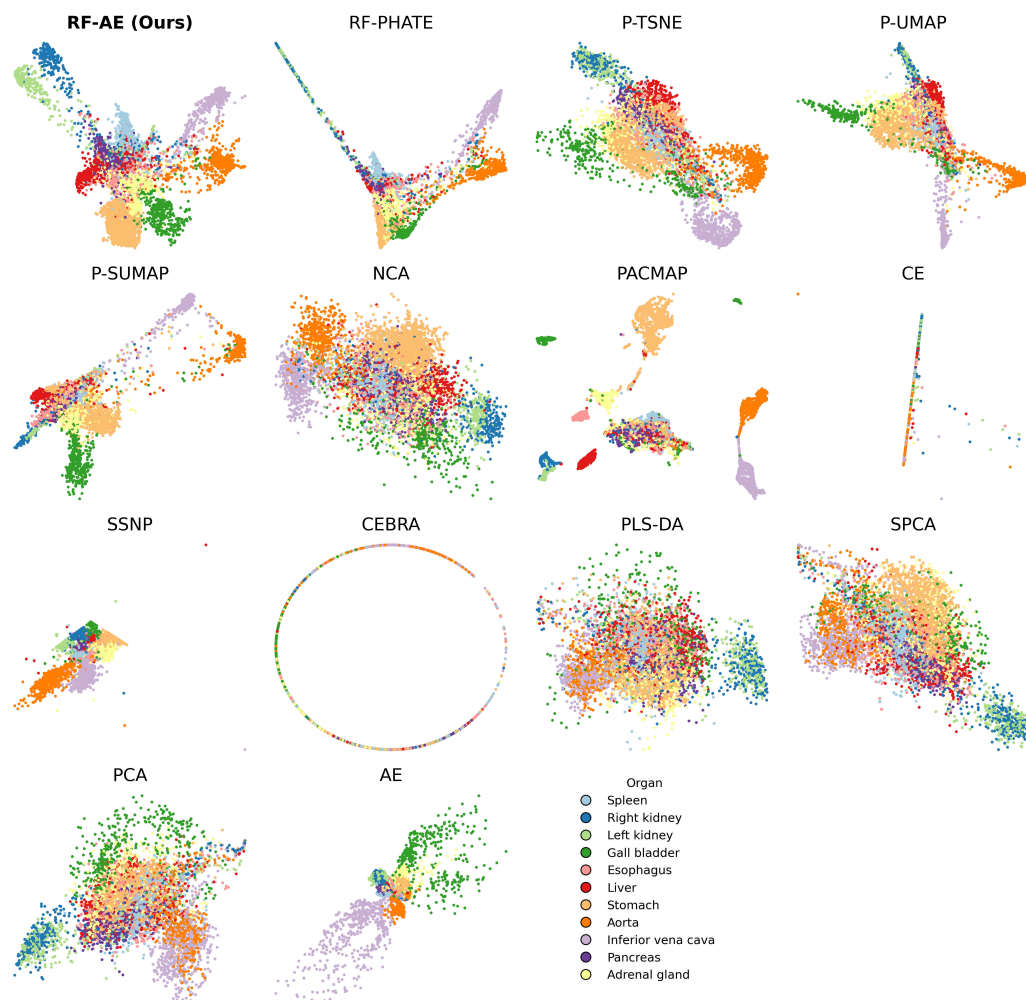 RF-AE (Ours)
RF-PHATE
P-TSNE
P-UMAP
P-SUMAP
NCA
PACMAP
CE
SSNP
CEBRA
PLS-DA
SPCA
PCA
AE
Organ
Spleen
Right kidney
Left kidney
Gall bladder
Esophagus
Liver
Stomach
Aorta
Inferior vena cava
Pancreas
Adrenal gland